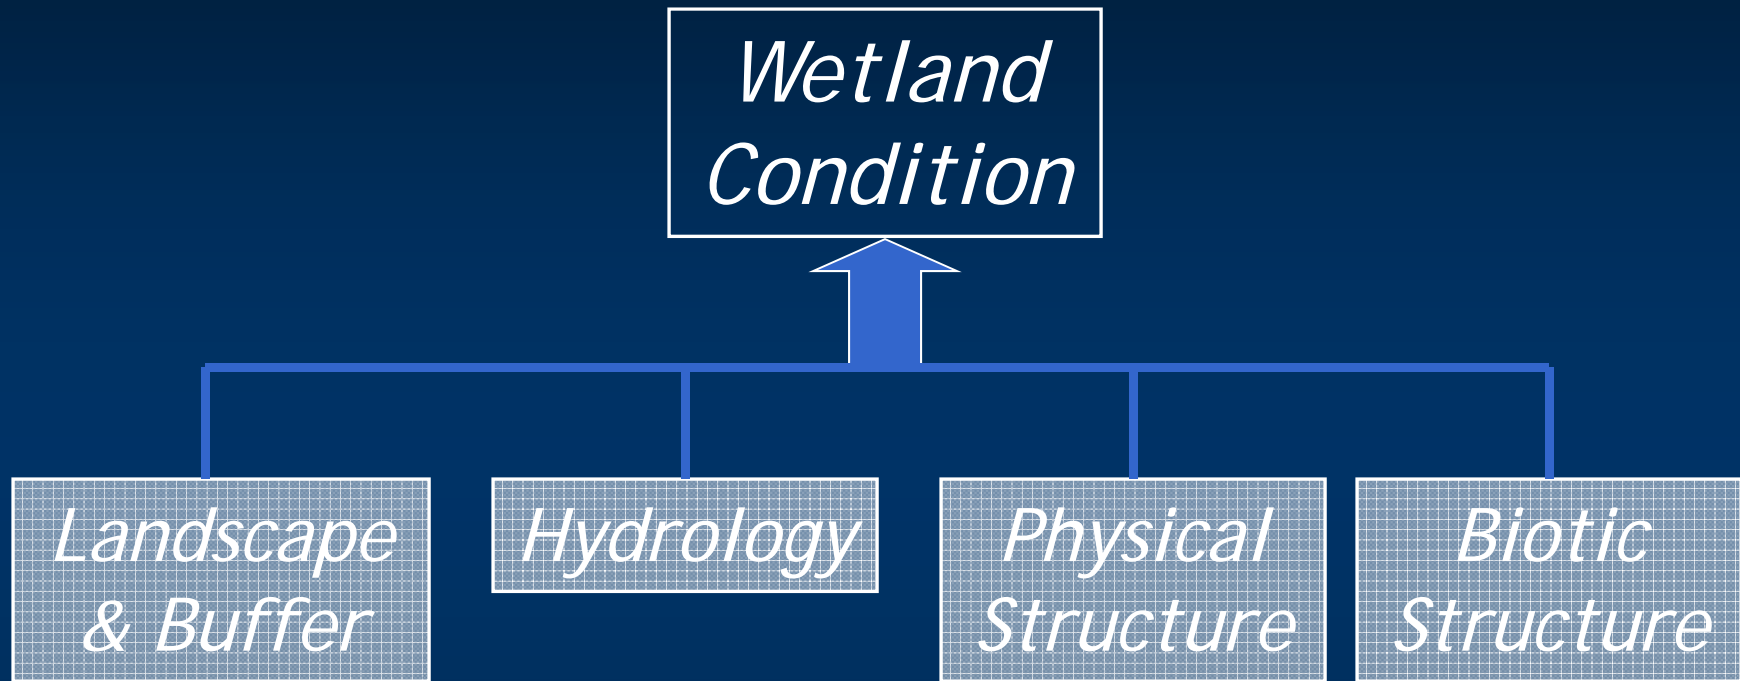 Wetland
Condition
Landscape
& Buffer
Hydrology
Physical
Structure
Biotic
Structure